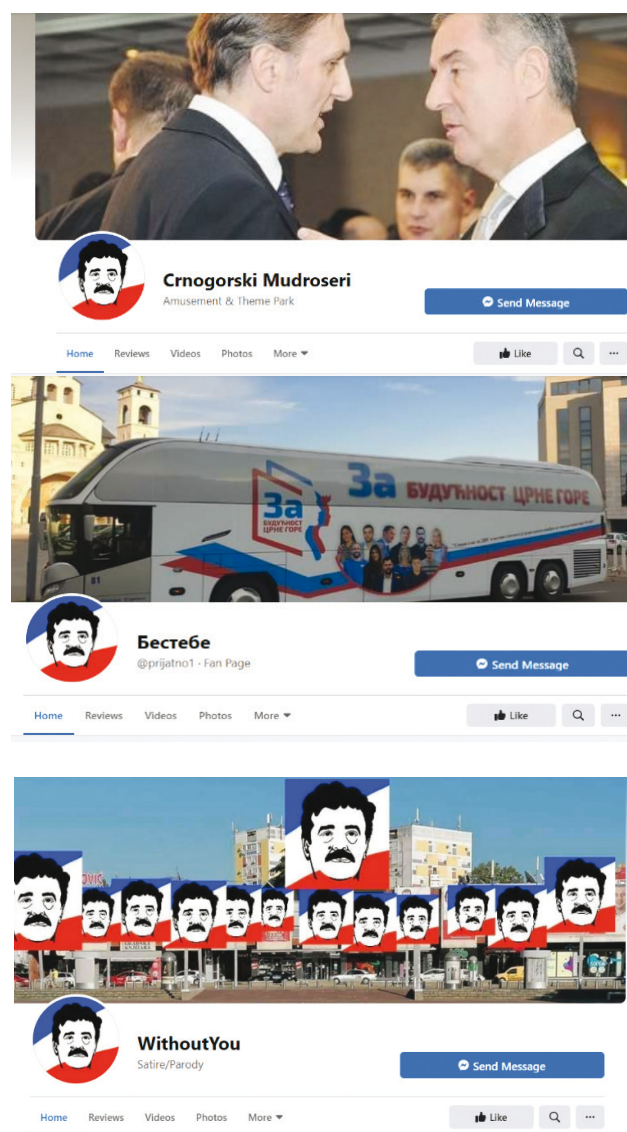 Crnogorski Mudroseri
Amusement & Theme Park
Send Message
Home Reviews Videos Photos More
Like
За БУДУЋНОСТ ЦРНЕ ГОРЕ
За
БУДУЋНОСТ
ЦРНЕ ГОРЕ
81
Бестебе
@prijatno1 · Fan Page
Send Message
Home Reviews Videos Photos More
Like
WithoutYou
Satire/Parody
Send Message
Home Reviews Videos Photos More
Like